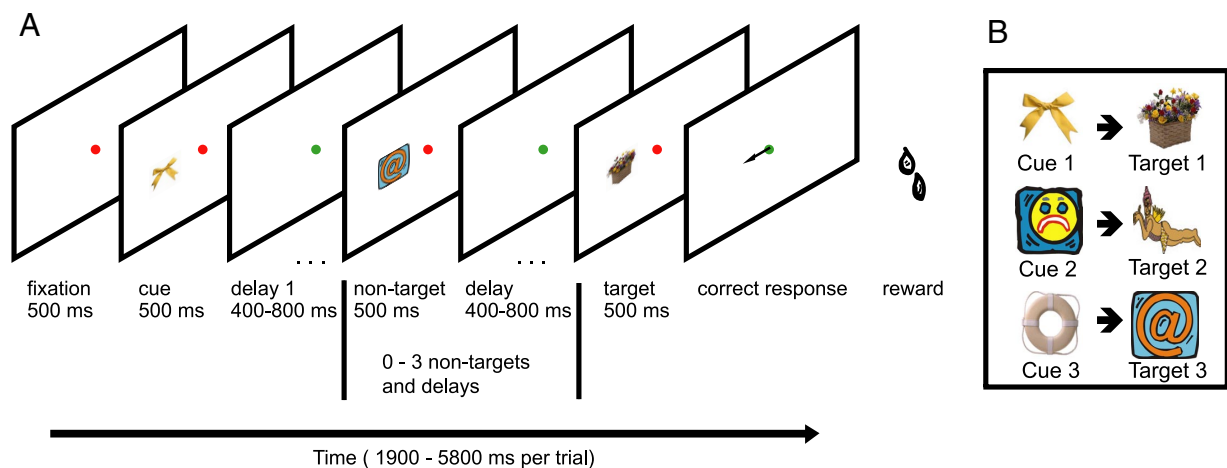 A
fixation
500 ms
cue
500 ms
delay 1
400-800 ms
. . .
non-target
500 ms
delay
400-800 ms
. . .
target
500 ms
correct response
reward
0 - 3 non-targets
and delays
Time ( 1900 - 5800 ms per trial)
B
Cue 1
Target 1
Cue 2
Target 2
@
Cue 3
Target 3
@